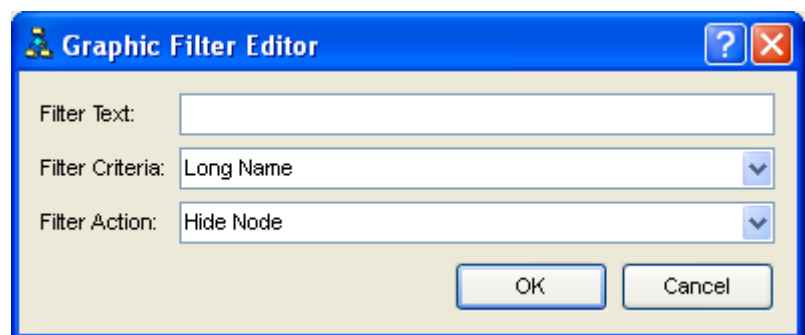 Graphic Filter Editor
Filter Text:
Filter Criteria: Long Name
Filter Action: Hide Node
OK Cancel